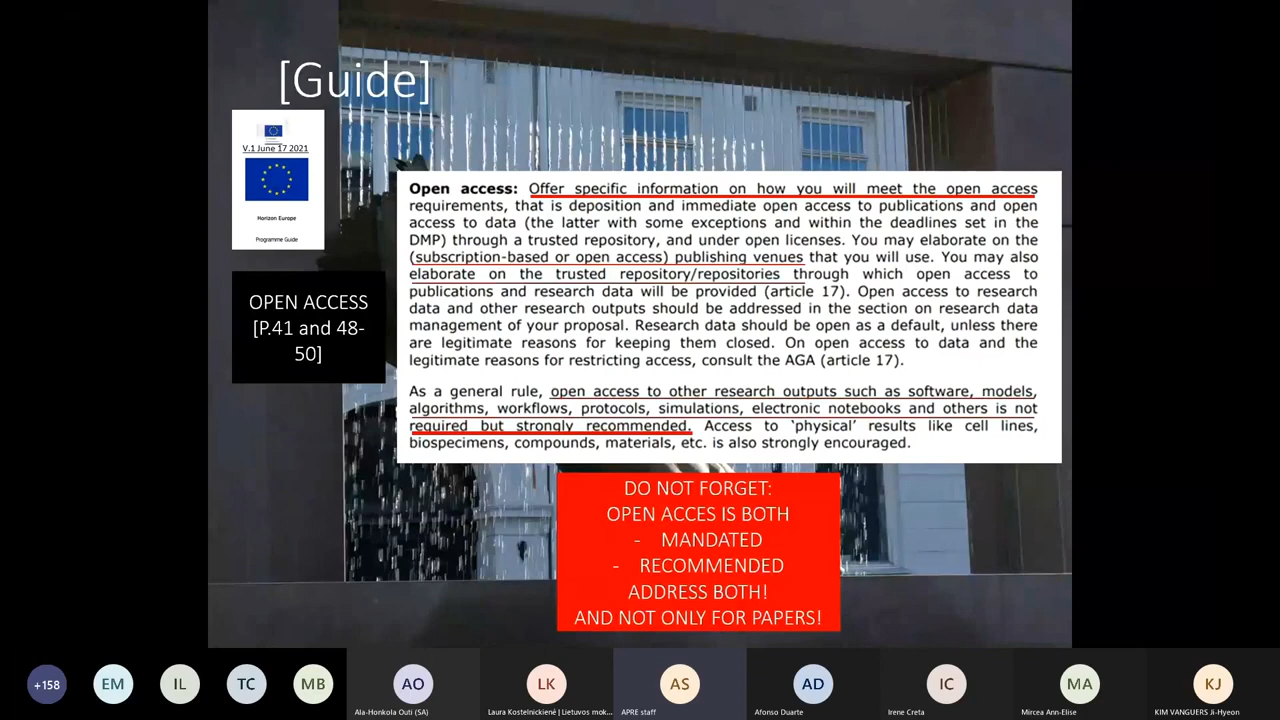 [Guide]
V.1 June 17 2021
Horizon Europe
Programme Guide
OPEN ACCESS
[P.41 and 48-
50]
Open access: Offer specific information on how you will meet the open access
requirements, that is deposition and immediate open access to publications and open
access to data (the latter with some exceptions and within the deadlines set in the
DMP) through a trusted repository, and under open licenses. You may elaborate on the
(subscription-based or open access) publishing venues that you will use. You may also
elaborate on the trusted repository/repositories through which open access to
publications and research data will be provided (article 17). Open access to research
data and other research outputs should be addressed in the section on research data
management of your proposal. Research data should be open as a default, unless there
are legitimate reasons for keeping them closed. On open access to data and the
legitimate reasons for restricting access, consult the AGA (article 17).
As a general rule, open access to other research outputs such as software, models,
algorithms, workflows, protocols, simulations, electronic notebooks and others is not
required but strongly recommended. Access to ‘physical’ results like cell lines,
biospecimens, compounds, materials, etc. is also strongly encouraged.
DO NOT FORGET:
OPEN ACCES IS BOTH
- MANDATED
- RECOMMENDED
ADDRESS BOTH!
AND NOT ONLY FOR PAPERS!
+158
EM
IL
TC
MB
AO
LK
AS
AD
IC
MA
KJ
Ala-Honkola Outi (SA)
Laura Kostelnickienė | Lietuvos mok...
APRE staff
Afonso Duarte
Irene Creta
Mircea Ann-Elise
KIM VANGUERS Ji-Hyeon